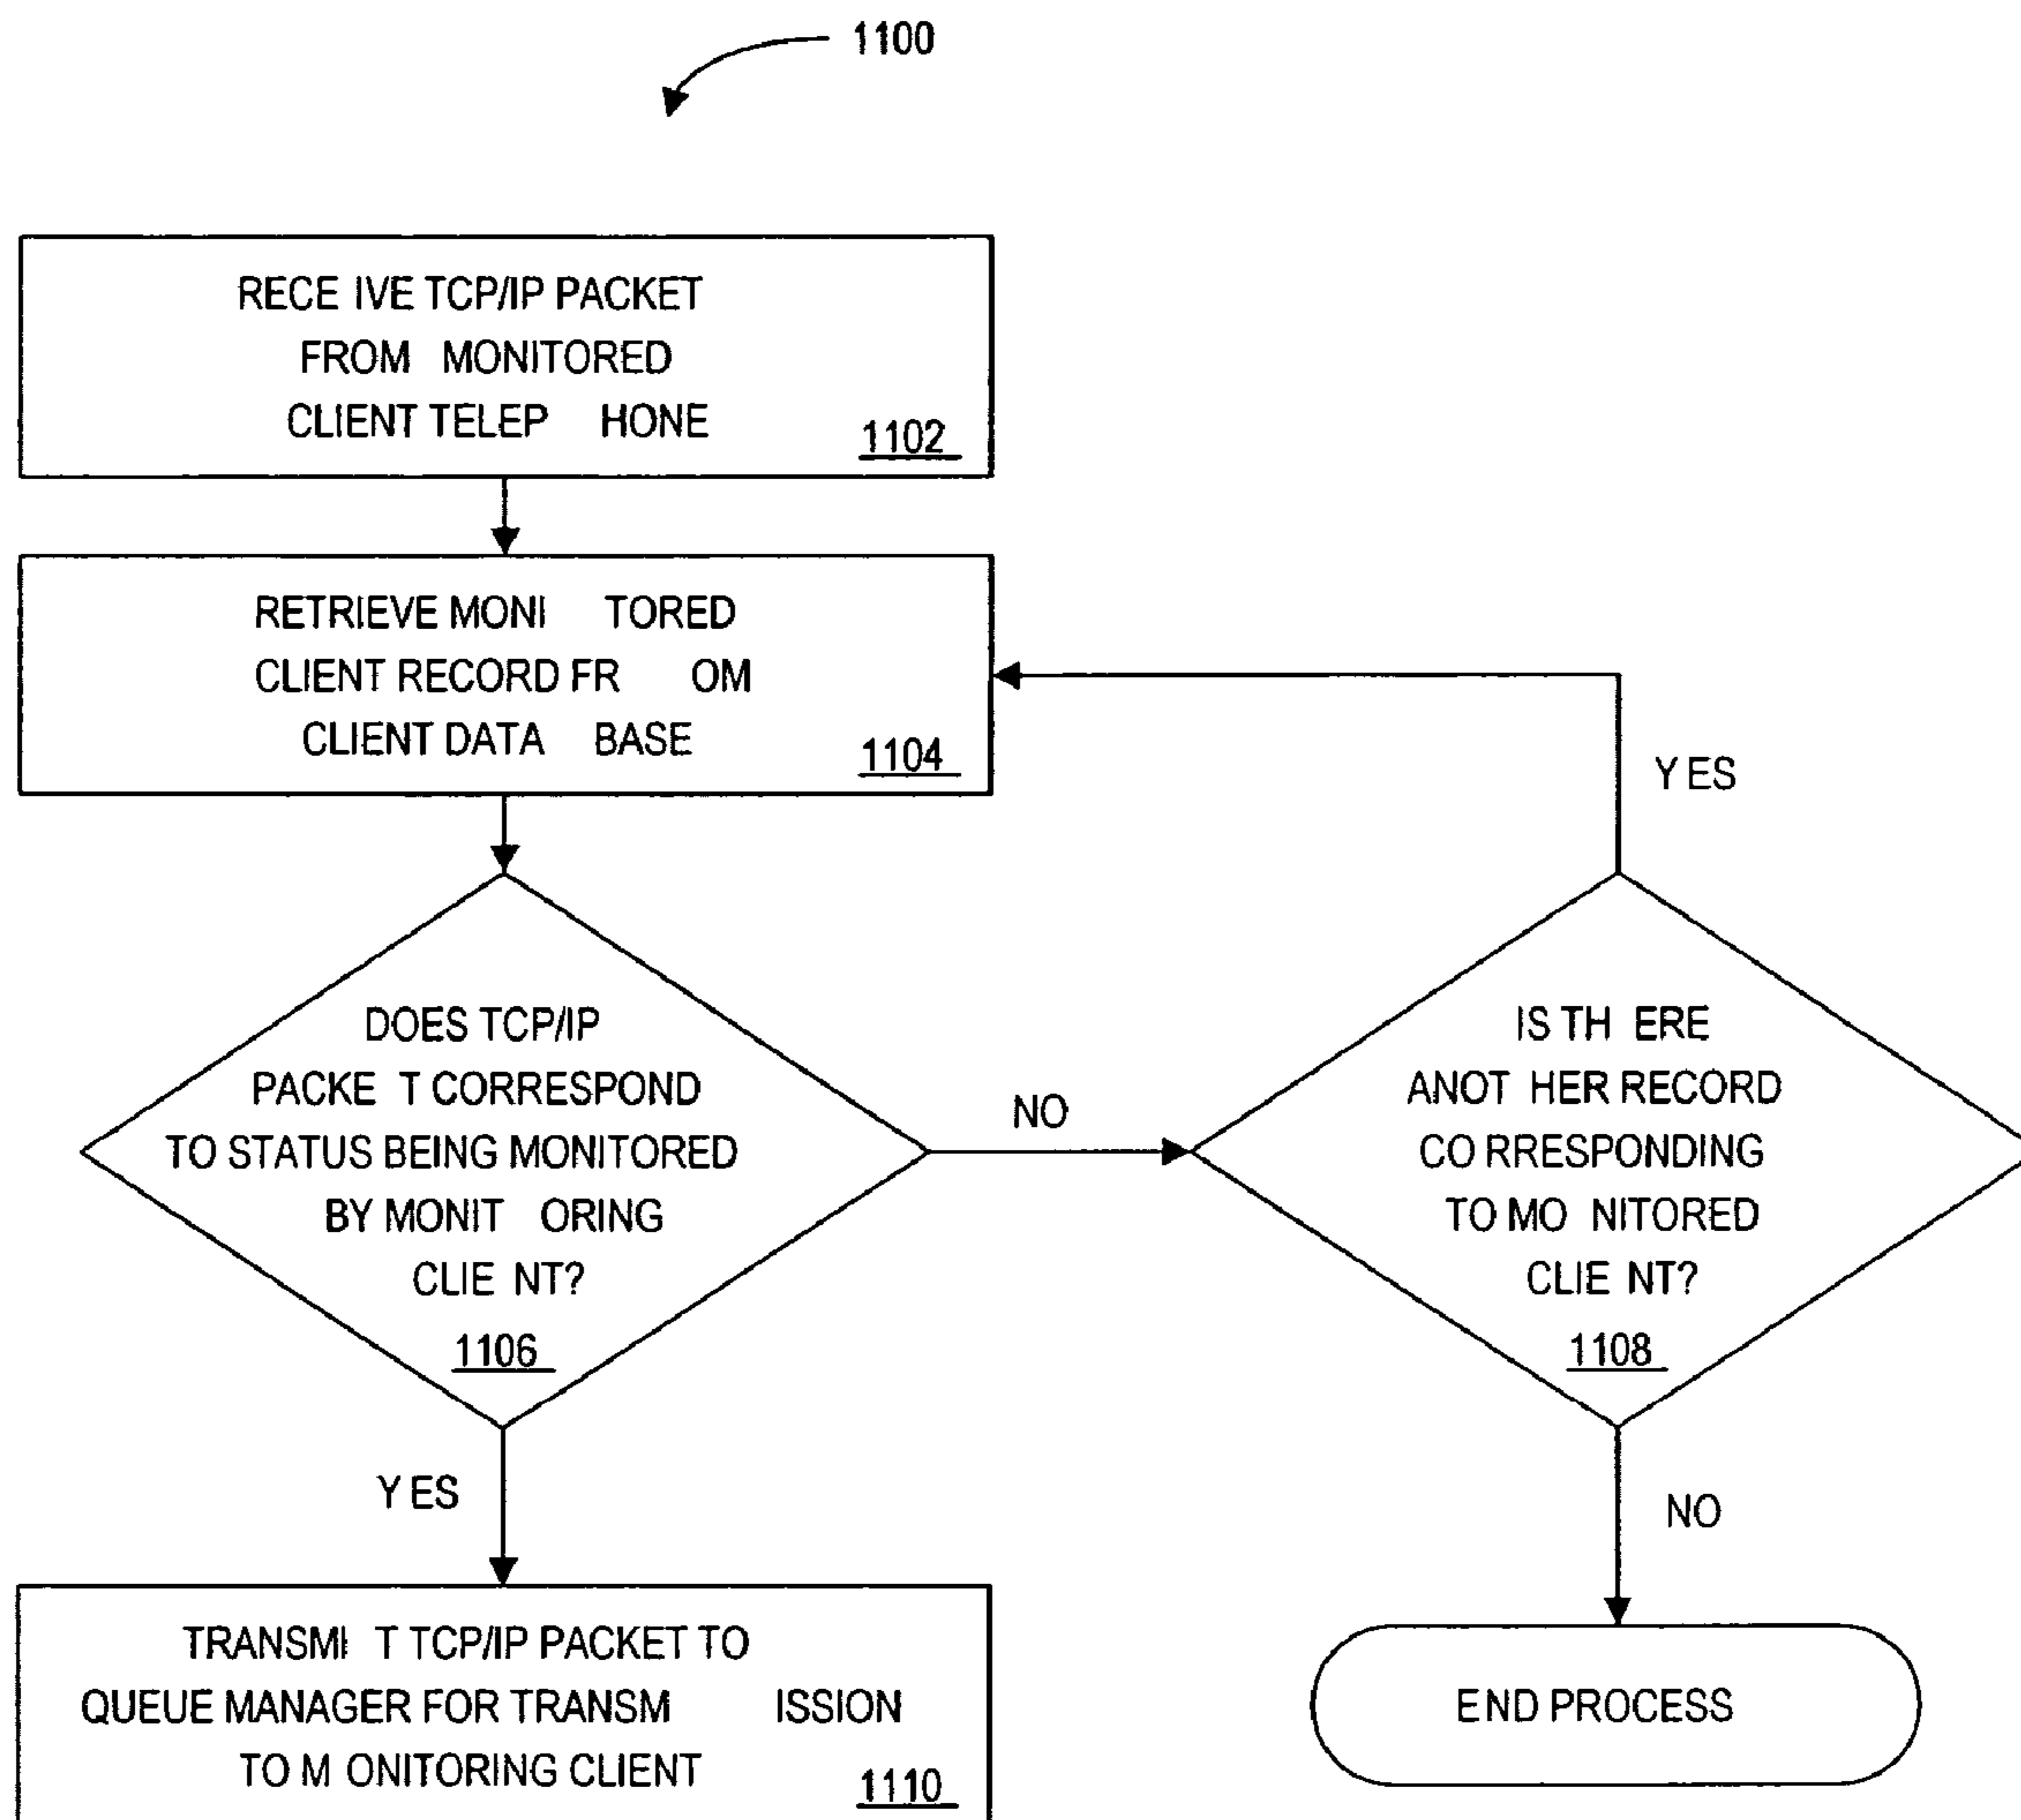 1100
RECE IVE TCP/IP PACKET
FROM MONITORED
CLIENT TELEP HONE
1102
RETRIEVE MONI TORED
CLIENT RECORD FR OM
CLIENT DATA BASE
1104
YES
DOES TCP/IP
PACKE T CORRESPOND
TO STATUS BEING MONITORED
BY MONIT ORING
CLIE NT?
1106
NO
IS TH ERE
ANOT HER RECORD
CO RRESPONDING
TO MO NITORED
CLIE NT?
1108
YES
NO
TRANSMI T TCP/IP PACKET TO
QUEUE MANAGER FOR TRANSM ISSION
TO M ONITORING CLIENT
1110
END PROCESS